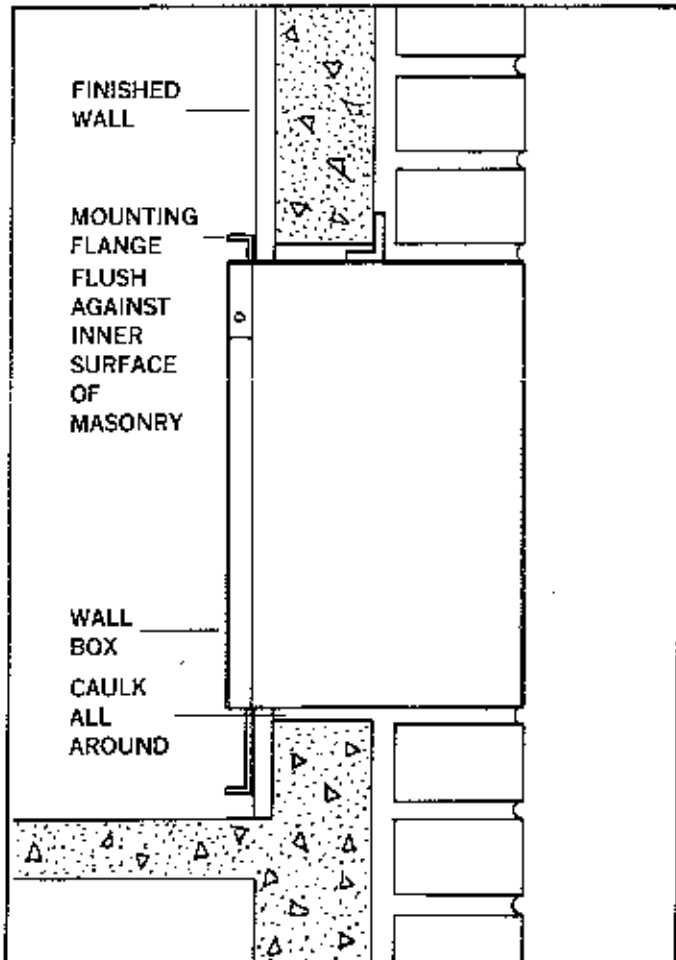 FINISHED
WALL
MOUNTING
FLANGE
FLUSH
AGAINST
INNER
SURFACE
OF
MASONRY
WALL
BOX
CAULK
ALL
AROUND